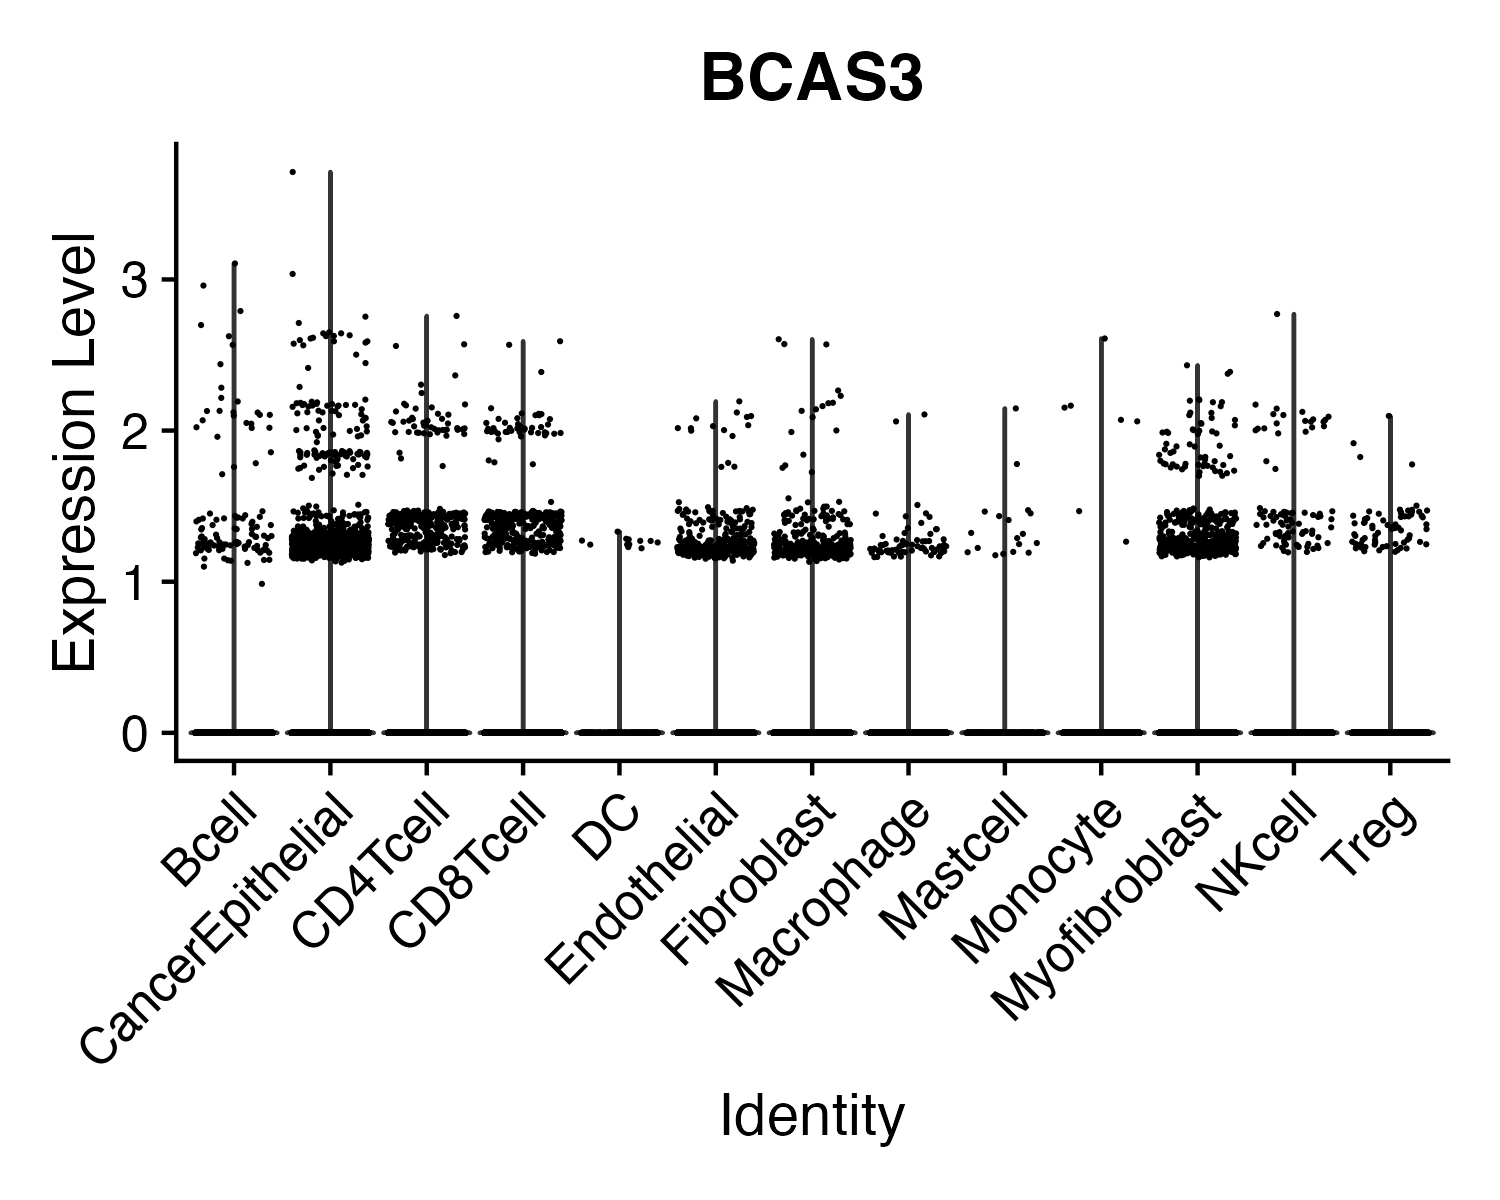 BCAS3
Expression Level
3
2
1
0
Bcell
CancerEpithelial
CD4Tcell
CD8Tcell
DC
Endothelial
Fibroblast
Macrophage
Mastcell
Monocyte
Myofibroblast
NKcell
Treg
Identity